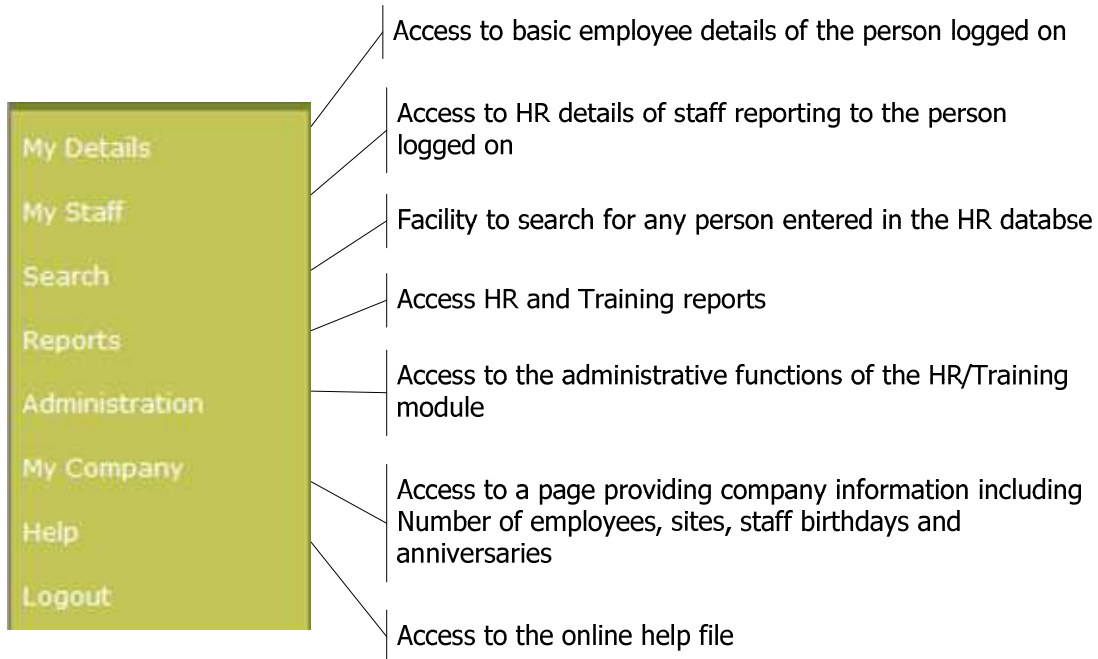 My Details
My Staff
Search
Reports
Administration
My Company
Help
Logout
Access to basic employee details of the person logged on
Access to HR details of staff reporting to the person
logged on
Facility to search for any person entered in the HR databse
Access HR and Training reports
Access to the administrative functions of the HR/Training
module
Access to a page providing company information including
Number of employees, sites, staff birthdays and
anniversaries
Access to the online help file